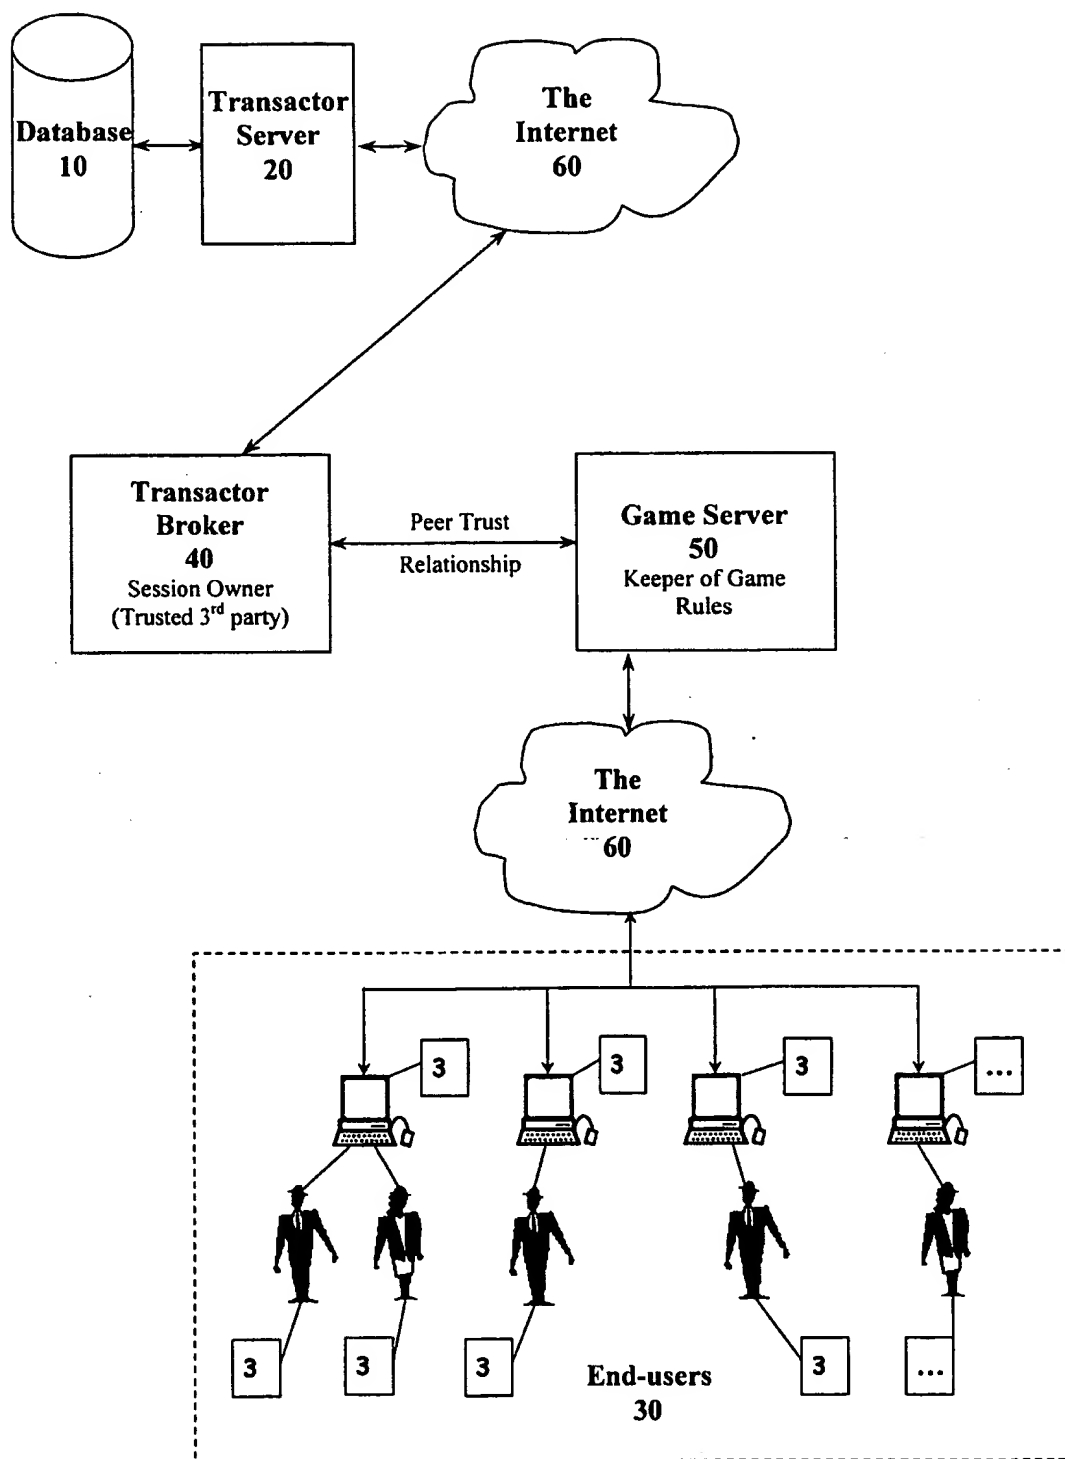 Database
10
Transactor
Server
20
The
Internet
60
Transactor
Broker
40
Session Owner
(Trusted 3rd party)
Peer Trust
Relationship
Game Server
50
Keeper of Game
Rules
The
Internet
60
3
3
3
...
3
3
3
3
...
End-users
30